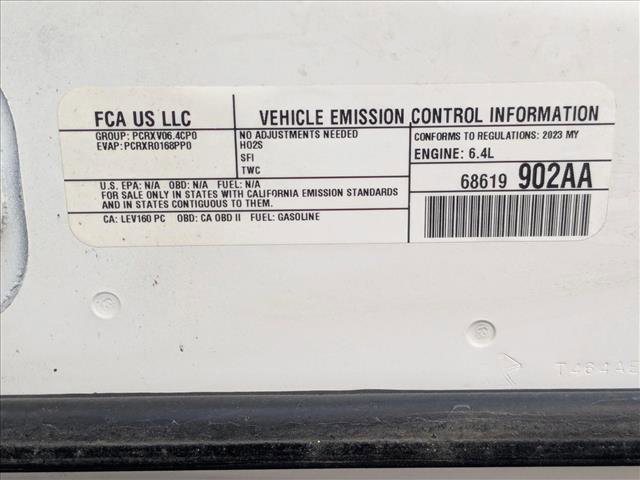 FCA US LLC
VEHICLE EMISSION CONTROL INFORMATION
GROUP: PCRXV06.4CP0
EVAP: PCRXR0168PP0
NO ADJUSTMENTS NEEDED
HO2S
SFI
TWC
CONFORMS TO REGULATIONS: 2023 MY
ENGINE: 6.4L
68619 902AA
U.S. EPA: N/A OBD: N/A FUEL: N/A
FOR SALE ONLY IN STATES WITH CALIFORNIA EMISSION STANDARDS
AND IN STATES CONTIGUOUS TO THEM.
CA: LEV160 PC OBD: CA OBD II FUEL: GASOLINE